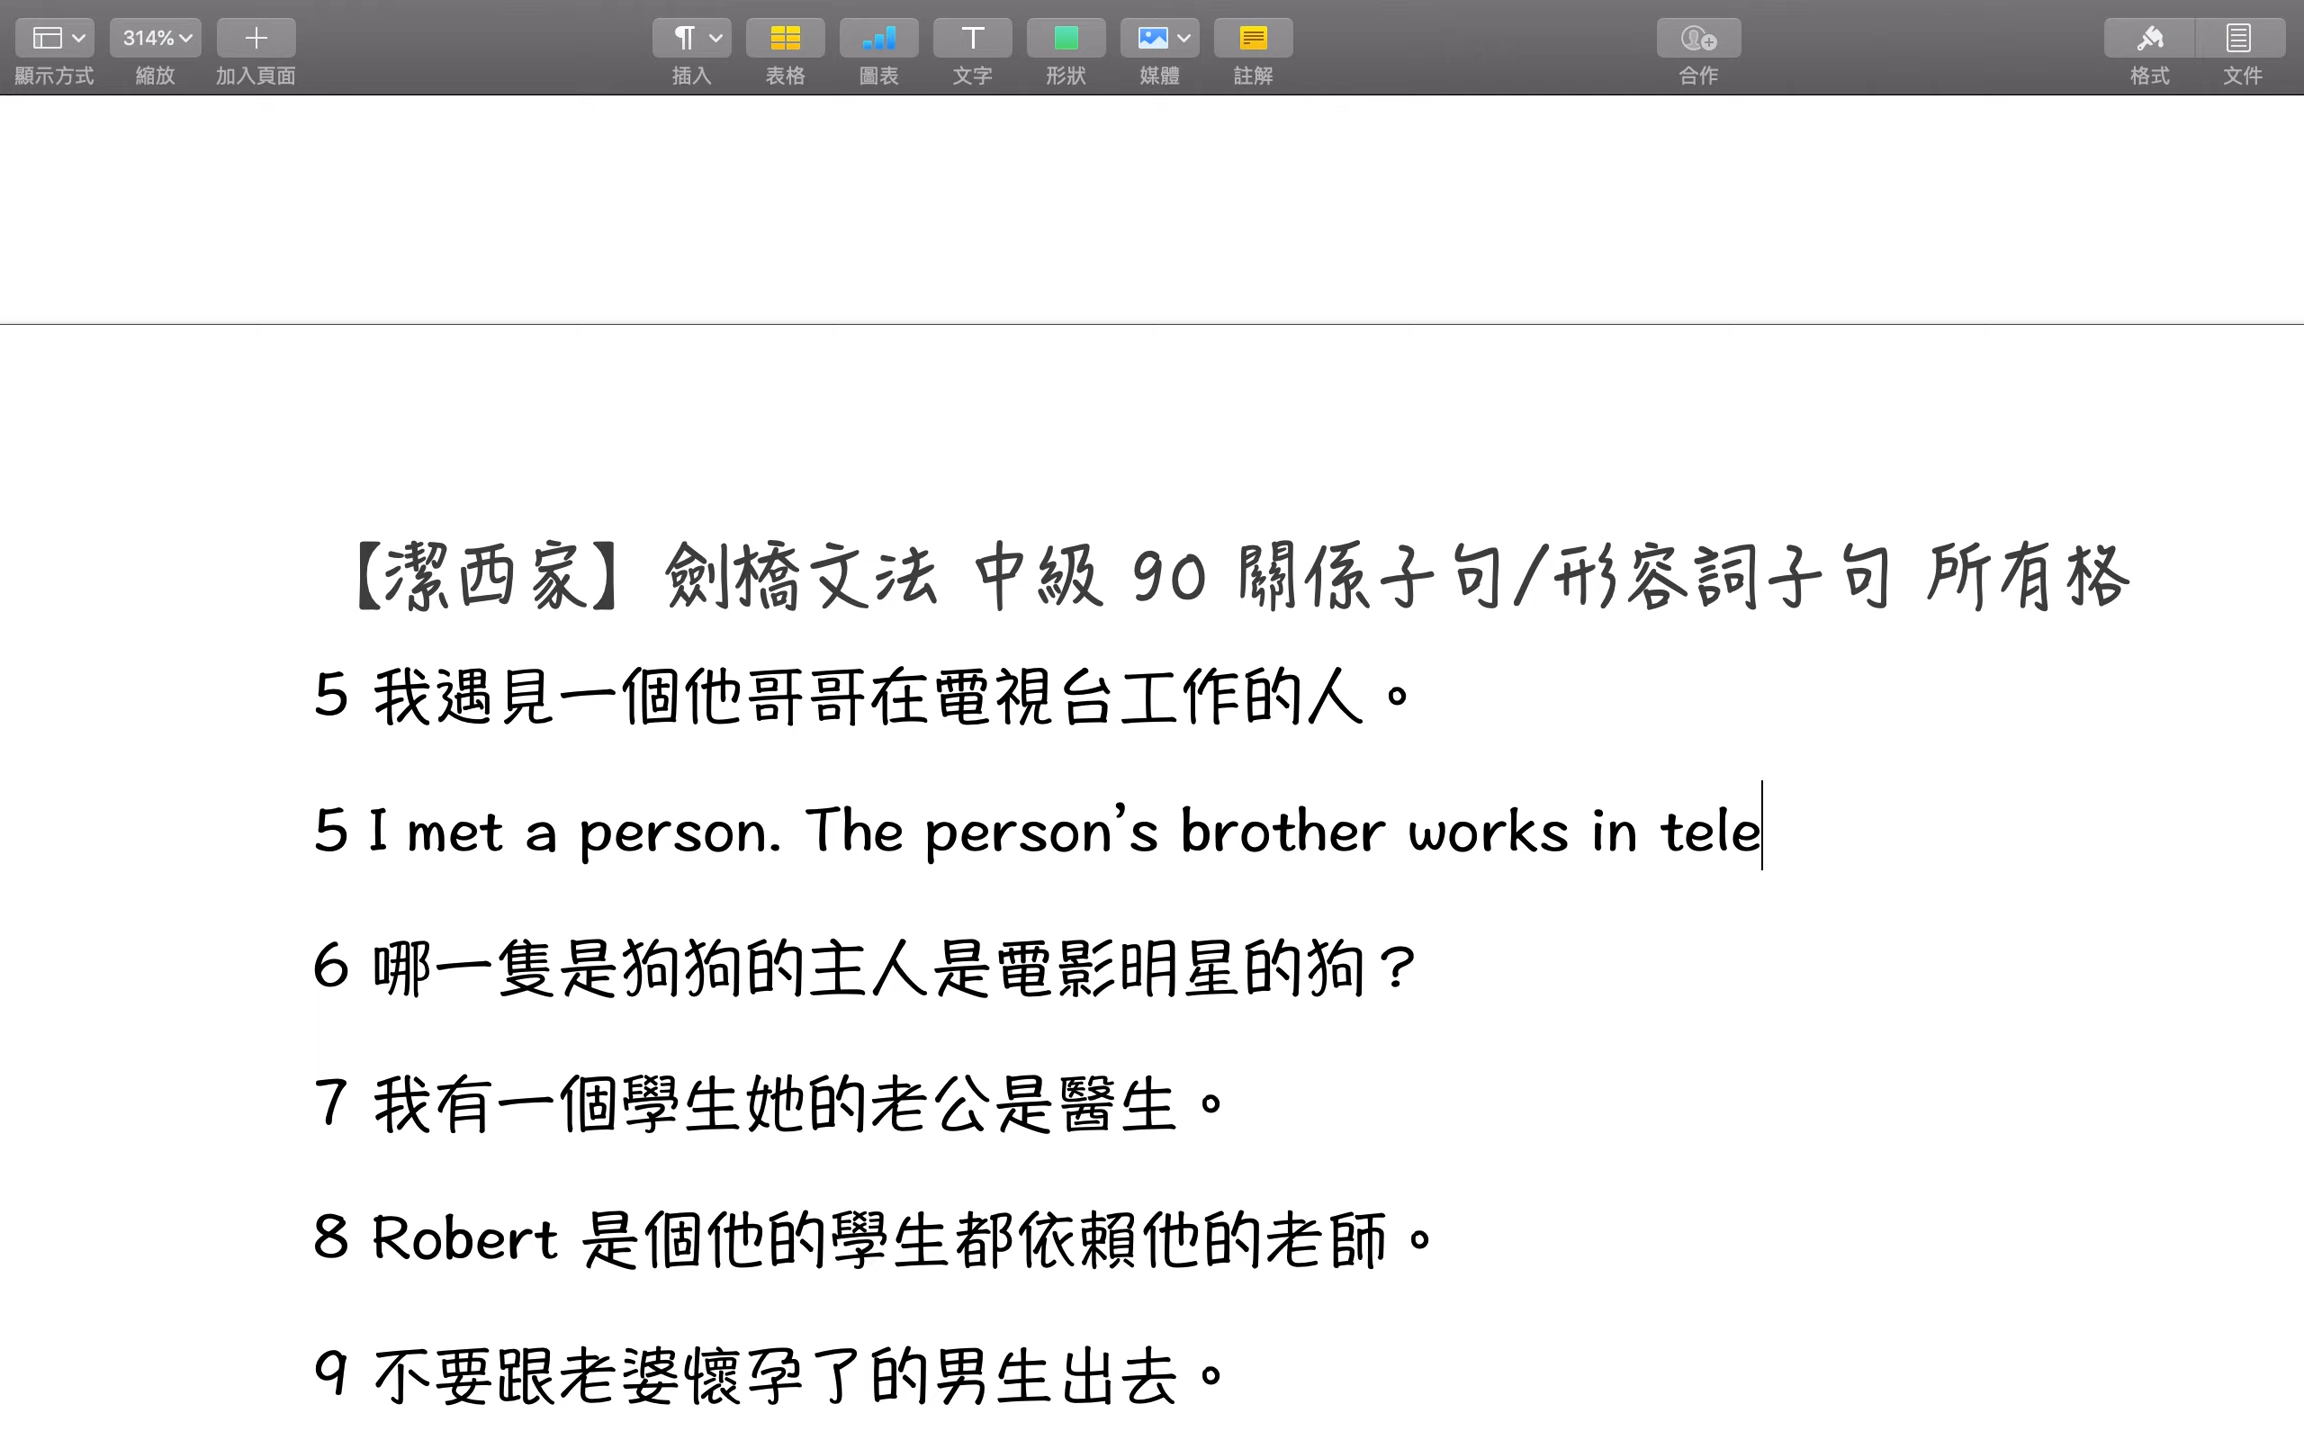 314%
顯示方式 縮放 加入頁面 插入 表格 圖表 文字 形狀 媒體 註解 合作 格式 文件
【潔西家】劍橋文法 中級 90 關係子句/形容詞子句 所有格
5 我遇見一個他哥哥在電視台工作的人。
5 I met a person. The person’s brother works in tele
6 哪一隻是狗狗的主人是電影明星的狗?
7 我有一個學生她的老公是醫生。
8 Robert 是個他的學生都依賴他的老師。
9 不要跟老婆懷孕了的男生出去。